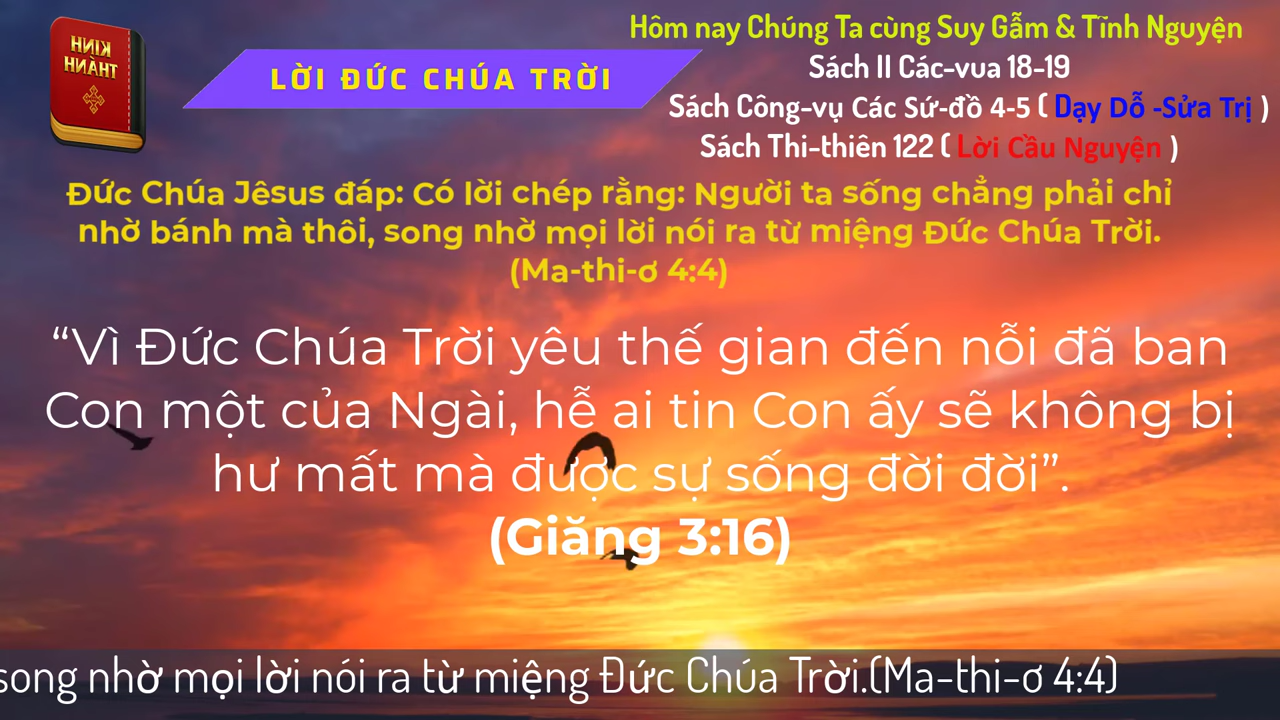 KINH
THÀNH
LỜI ĐỨC CHÚA TRỜI
Hôm nay Chúng Ta cùng Suy Gẫm & Tĩnh Nguyện
Sách II Các-vua 18-19
Sách Công-vụ Các Sứ-đồ 4-5 ( Dạy Dỗ -Sửa Trị )
Sách Thi-thiên 122 ( Lời Cầu Nguyện )
Đức Chúa Jêsus đáp: Có lời chép rằng: Người ta sống chẳng phải chỉ
nhờ bánh mà thôi, song nhờ mọi lời nói ra từ miệng Đức Chúa Trời.
(Ma-thi-ơ 4:4)
“Vì Đức Chúa Trời yêu thế gian đến nỗi đã ban
Con một của Ngài, hễ ai tin Con ấy sẽ không bị
hư mất mà được sự sống đời đời”.
(Giăng 3:16)
song nhờ mọi lời nói ra từ miệng Đức Chúa Trời.(Ma-thi-ơ 4:4)